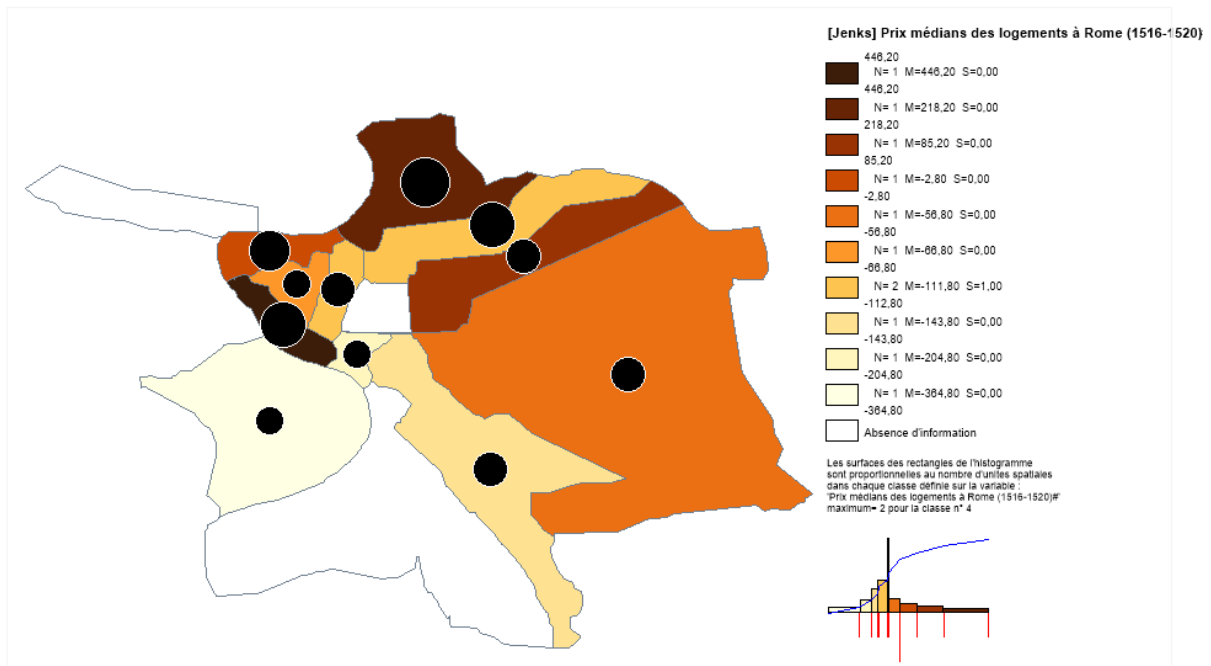 [Jenks] Prix médians des logements à Rome (1516-1520)
446,20
N= 1 M=446,20 S=0,00
446,20
N= 1 M=218,20 S=0,00
218,20
N= 1 M=85,20 S=0,00
85,20
N= 1 M=-2,80 S=0,00
-2,80
N= 1 M=-56,80 S=0,00
-56,80
N= 1 M=-66,80 S=0,00
-66,80
N= 2 M=-111,80 S=1,00
-112,80
N= 1 M=-143,80 S=0,00
-143,80
N= 1 M=-204,80 S=0,00
-204,80
N= 1 M=-364,80 S=0,00
-364,80
Absence d'information
Les surfaces des rectangles de l'histogramme
sont proportionnelles au nombre d'unites spatiales
dans chaque classe définie sur la variable :
'Prix médians des logements à Rome (1516-1520)#'
maximum= 2 pour la classe n° 4